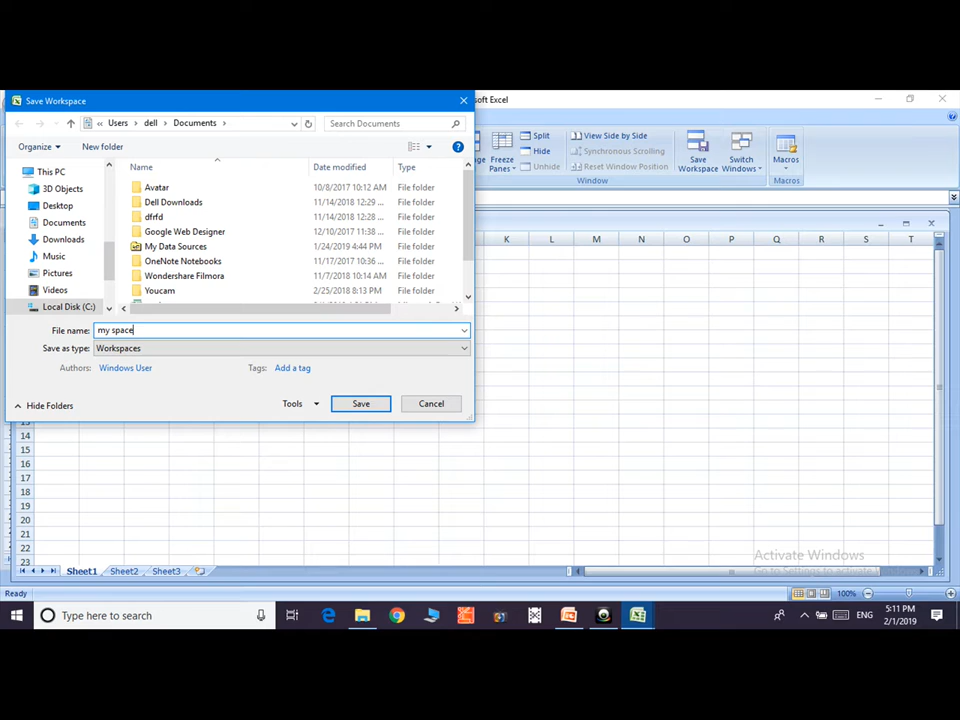 Save Workspace
soft Excel
« Users › dell › Documents ›
Search Documents
Organize
New folder
Split
Hide
Unhide
Freeze
Panes
View Side by Side
Synchronous Scrolling
Reset Window Position
Window
Save
Workspace
Switch
Windows
Macros
Macros
This PC
3D Objects
Desktop
Documents
Downloads
Music
Pictures
Videos
Local Disk (C:)
Name Date modified Type
Avatar 10/8/2017 10:12 AM File folder
Dell Downloads 11/14/2018 12:29 ... File folder
dfrfd 11/14/2018 12:28 ... File folder
Google Web Designer 12/10/2017 11:38 ... File folder
My Data Sources 1/24/2019 4:44 PM File folder
OneNote Notebooks 11/17/2017 10:36 ... File folder
Wondershare Filmora 11/7/2018 10:14 AM File folder
Youcam 2/25/2018 8:13 PM File folder
File name: my space
Save as type: Workspaces
Authors: Windows User Tags: Add a tag
Hide Folders
Tools
Save
Cancel
K L M N O P Q R S T
14
15
16
17
18
19
20
21
22
23
Activate Windows
Go to Settings to activate
Sheet1 Sheet2 Sheet3
Ready
100%
Type here to search
ENG
5:11 PM
2/1/2019